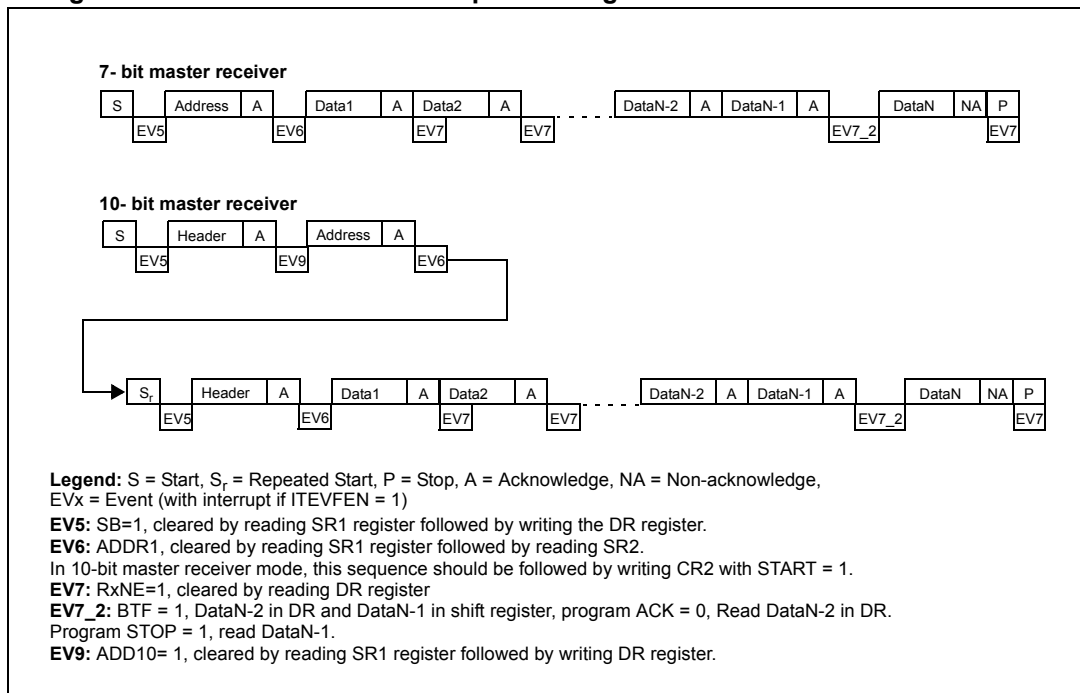 7- bit master receiver
S Address A Data1 A Data2 A DataN-2 A DataN-1 A DataN NA P
EV5 EV6 EV7 EV7 EV7_2 EV7
10- bit master receiver
S Header A Address A
EV5 EV9 EV6
Sr Header A Data1 A Data2 A DataN-2 A DataN-1 A DataN NA P
EV5 EV6 EV7 EV7 EV7_2 EV7
Legend: S = Start, Sr = Repeated Start, P = Stop, A = Acknowledge, NA = Non-acknowledge,
EVx = Event (with interrupt if ITEVFEN = 1)
EV5: SB=1, cleared by reading SR1 register followed by writing the DR register.
EV6: ADDR1, cleared by reading SR1 register followed by reading SR2.
In 10-bit master receiver mode, this sequence should be followed by writing CR2 with START = 1.
EV7: RxNE=1, cleared by reading DR register
EV7_2: BTF = 1, DataN-2 in DR and DataN-1 in shift register, program ACK = 0, Read DataN-2 in DR.
Program STOP = 1, read DataN-1.
EV9: ADD10= 1, cleared by reading SR1 register followed by writing DR register.